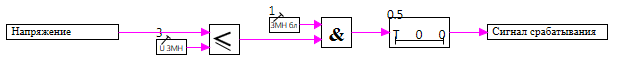 Напряжение
3
U ЗМН
≤
1
ЗМН бл
&
0.5
T 0 0
Сигнал срабатывания